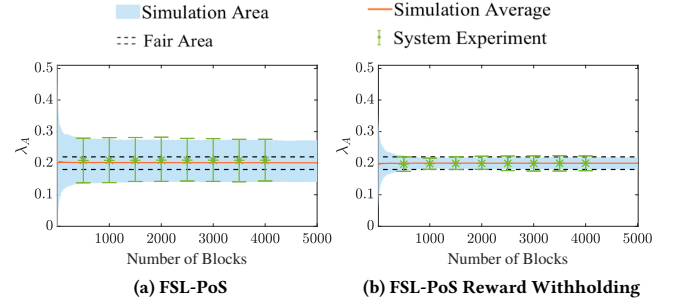 Simulation Area
Simulation Average
Fair Area
System Experiment
0.5
0.4
0.3
0.2
0.1
0
λ_A
1000 2000 3000 4000 5000
Number of Blocks
(a) FSL-PoS
0.5
0.4
0.3
0.2
0.1
0
λ_A
1000 2000 3000 4000 5000
Number of Blocks
(b) FSL-PoS Reward Withholding